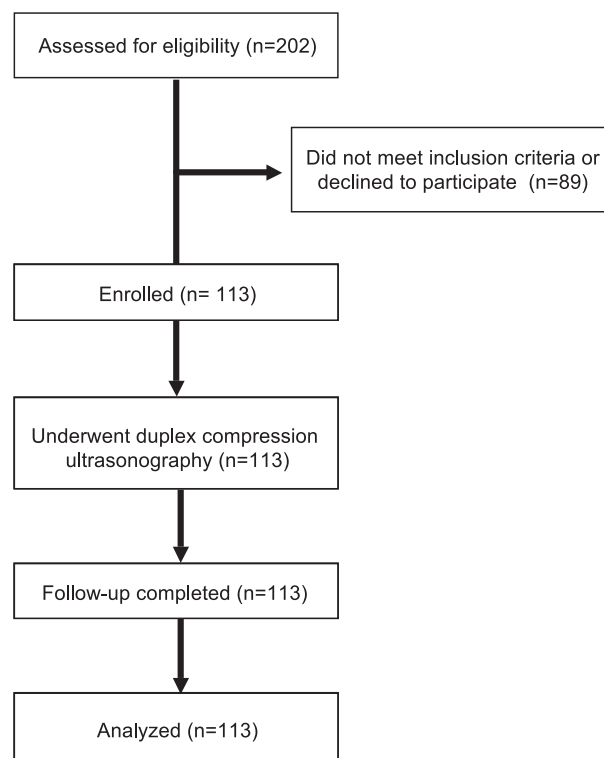 Assessed for eligibility (n=202)
Did not meet inclusion criteria or
declined to participate (n=89)
Enrolled (n= 113)
Underwent duplex compression
ultrasonography (n=113)
Follow-up completed (n=113)
Analyzed (n=113)